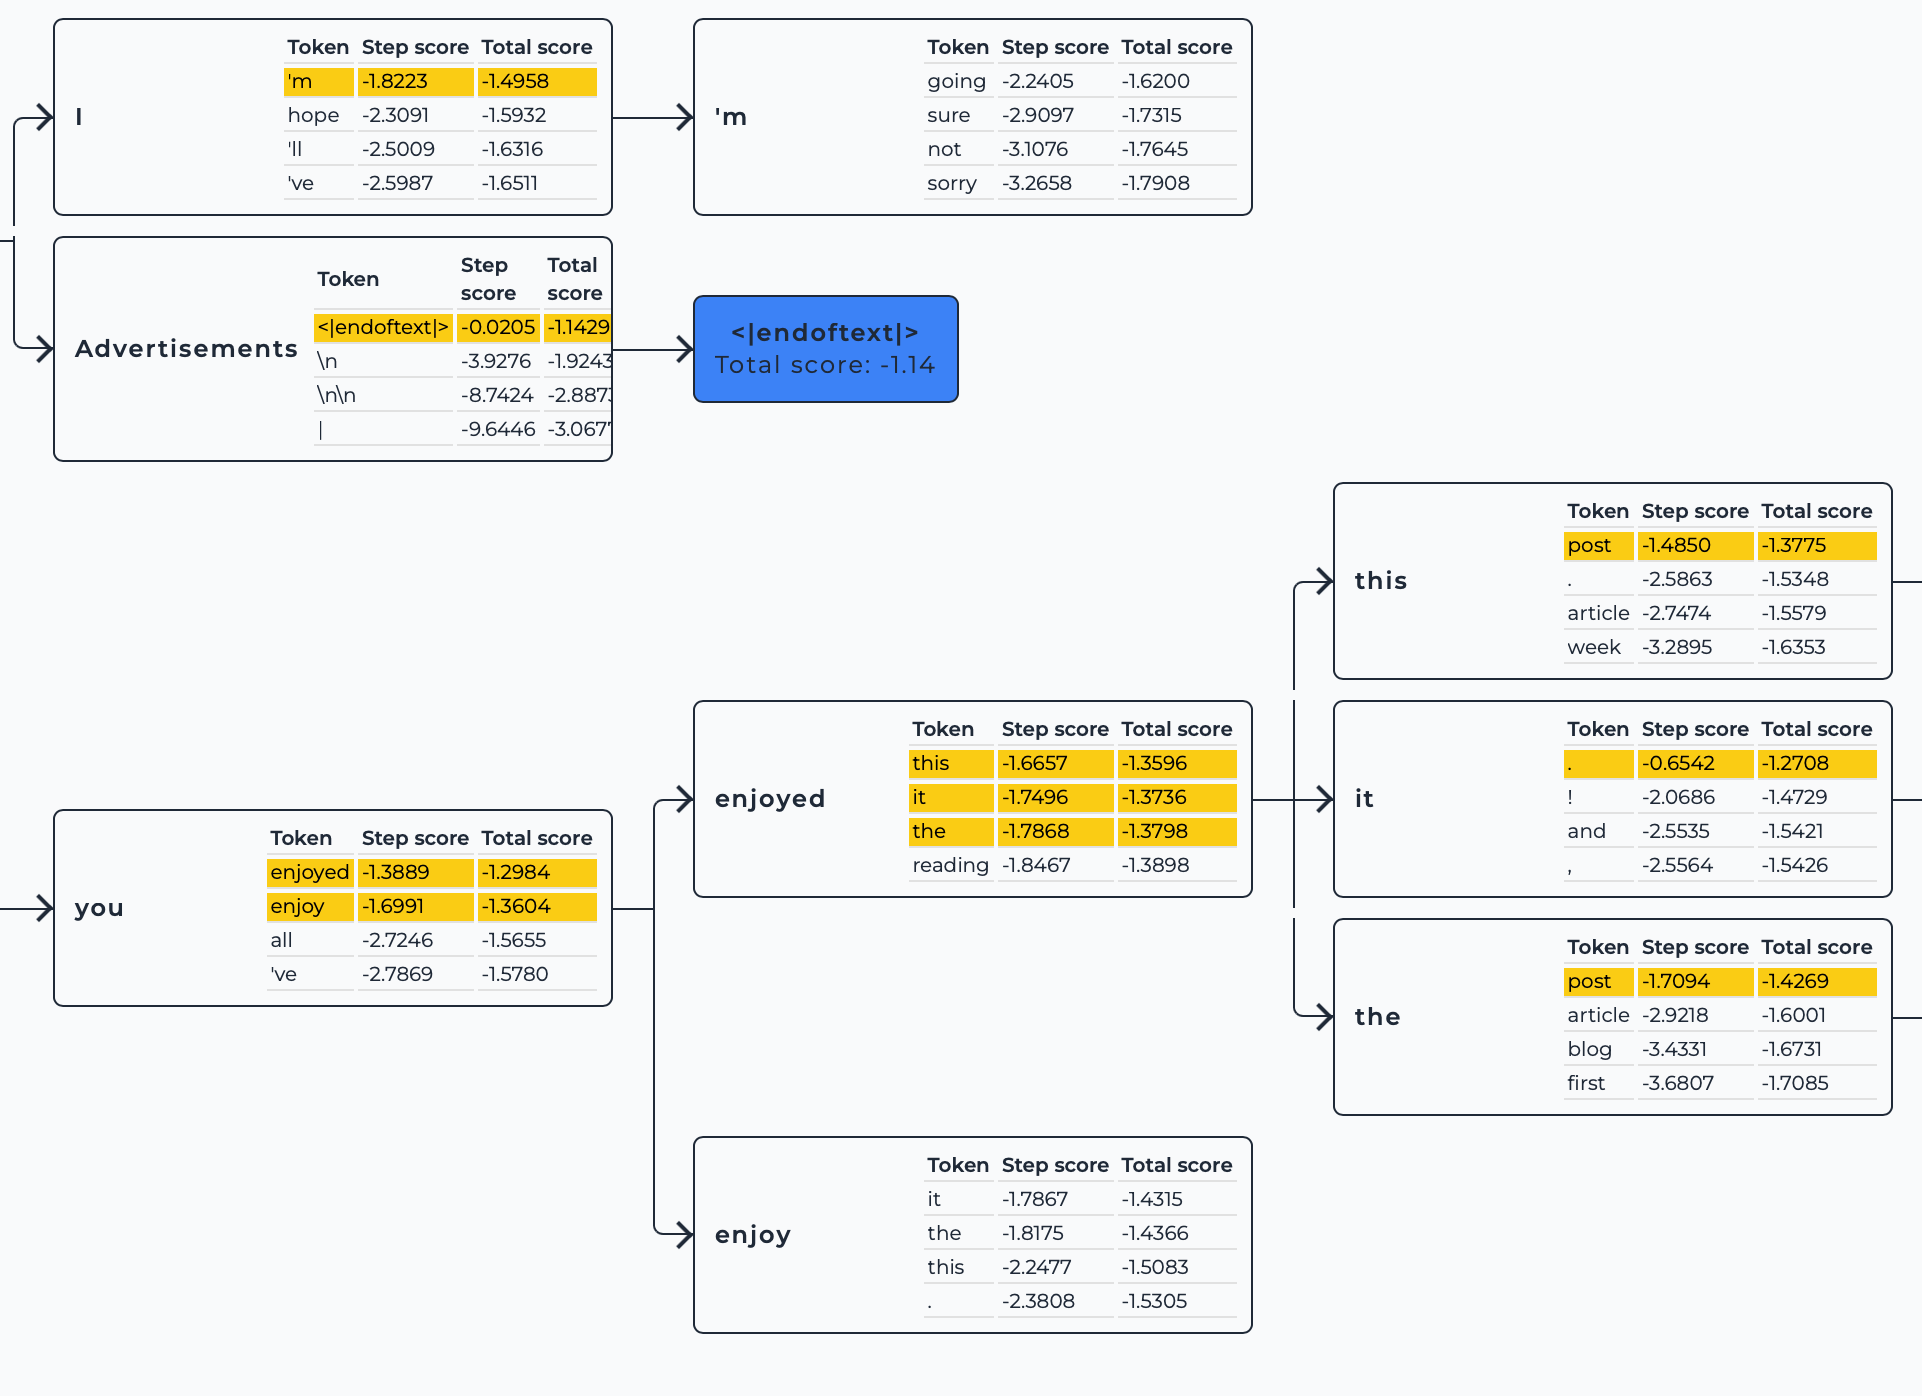 I
Token Step score Total score
'm -1.8223 -1.4958
hope -2.3091 -1.5932
'll -2.5009 -1.6316
've -2.5987 -1.6511
'm
Token Step score Total score
going -2.2405 -1.6200
sure -2.9097 -1.7315
not -3.1076 -1.7645
sorry -3.2658 -1.7908
Advertisements
Token Step score Total score
<|endoftext|> -0.0205 -1.1429
\n -3.9276 -1.9243
\n\n -8.7424 -2.8873
| -9.6446 -3.0677
<|endoftext|>
Total score: -1.14
you
Token Step score Total score
enjoyed -1.3889 -1.2984
enjoy -1.6991 -1.3604
all -2.7246 -1.5655
've -2.7869 -1.5780
enjoyed
Token Step score Total score
this -1.6657 -1.3596
it -1.7496 -1.3736
the -1.7868 -1.3798
reading -1.8467 -1.3898
enjoy
Token Step score Total score
it -1.7867 -1.4315
the -1.8175 -1.4366
this -2.2477 -1.5083
. -2.3808 -1.5305
this
Token Step score Total score
post -1.4850 -1.3775
. -2.5863 -1.5348
article -2.7474 -1.5579
week -3.2895 -1.6353
it
Token Step score Total score
. -0.6542 -1.2708
! -2.0686 -1.4729
and -2.5535 -1.5421
, -2.5564 -1.5426
the
Token Step score Total score
post -1.7094 -1.4269
article -2.9218 -1.6001
blog -3.4331 -1.6731
first -3.6807 -1.7085